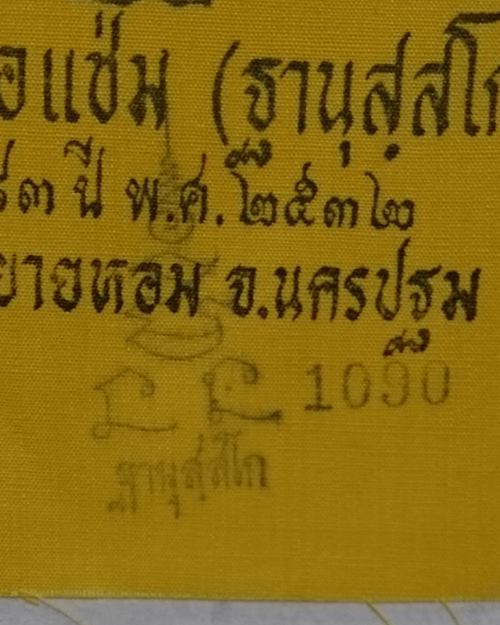 อแช่ม (ฐานุสฺสโก
๘๓ ปี พ.ศ. ๒๕๓๒
ยายหอม จ.นครปฐม
1090
ฐานุสฺสโก